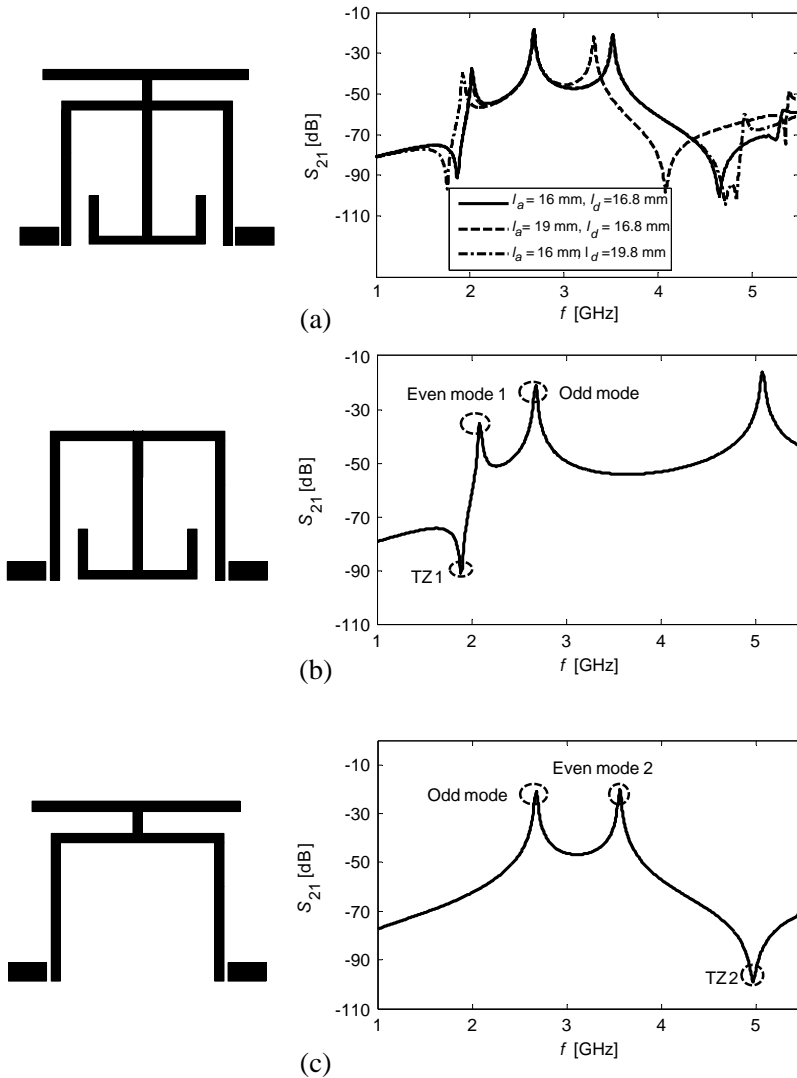 -10
-30
-50
-70
-90
-110
S21 [dB]
la = 16 mm, ld =16.8 mm
la = 19 mm, ld =16.8 mm
la = 16 mm, ld =19.8 mm
1 2 3 4 5
f [GHz]
(a)
-10
-30
-50
-70
-90
-110
S21 [dB]
Even mode 1
Odd mode
TZ1
1 2 3 4 5
f [GHz]
(b)
-10
-30
-50
-70
-90
-110
S21 [dB]
Even mode 2
Odd mode
TZ2
1 2 3 4 5
f [GHz]
(c)